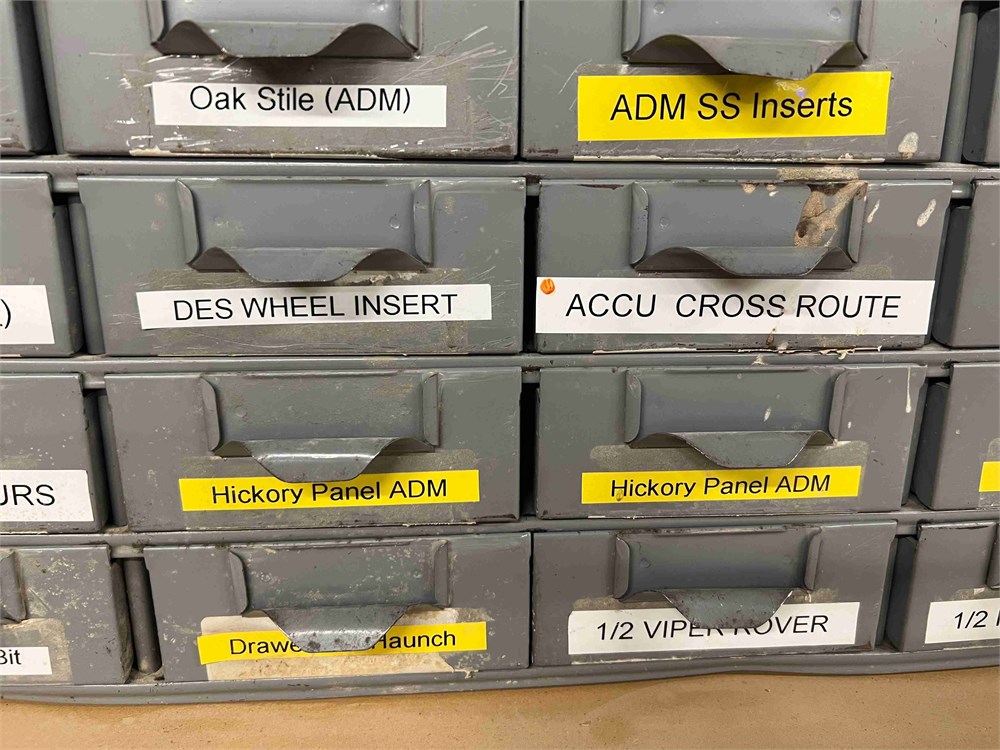 Oak Stile (ADM)
ADM SS Inserts
)
DES WHEEL INSERT
ACCU CROSS ROUTE
URS
Hickory Panel ADM
Hickory Panel ADM
Bit
Haunch
1/2 VIPER ROVER
1/2